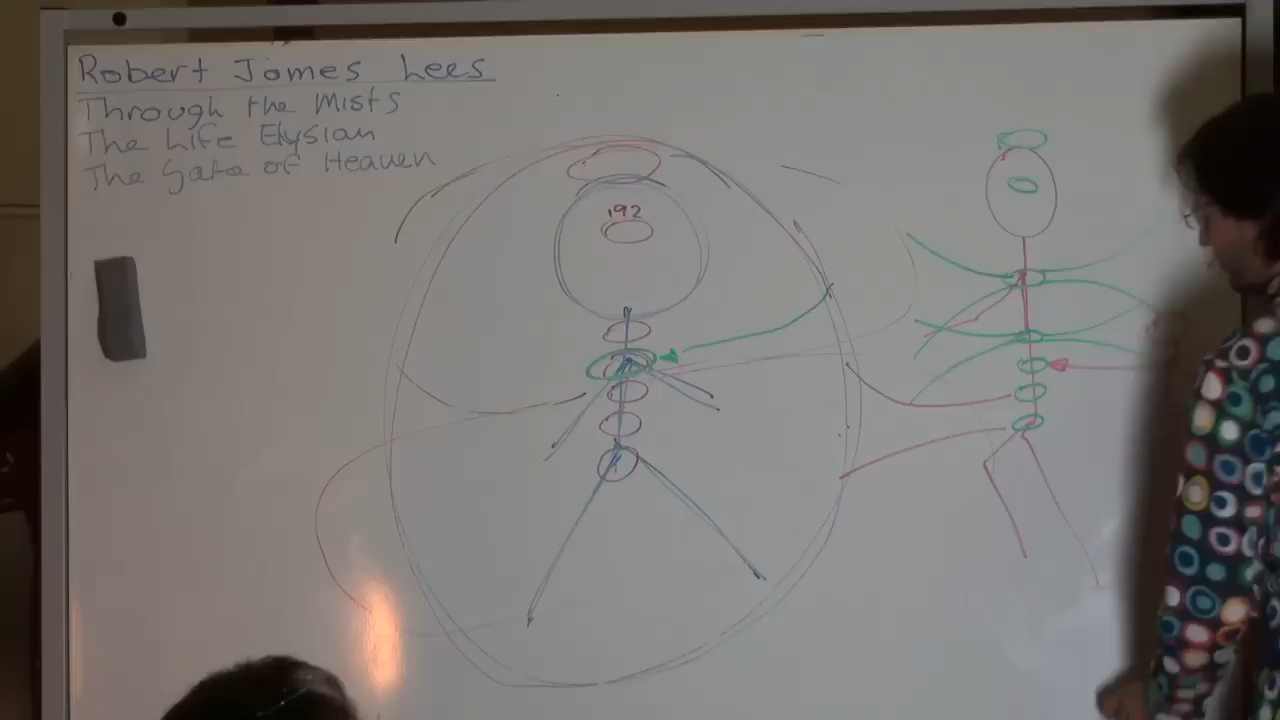 Robert James Lees
Through the Mists
The Life Elysian
The Gate of Heaven
192